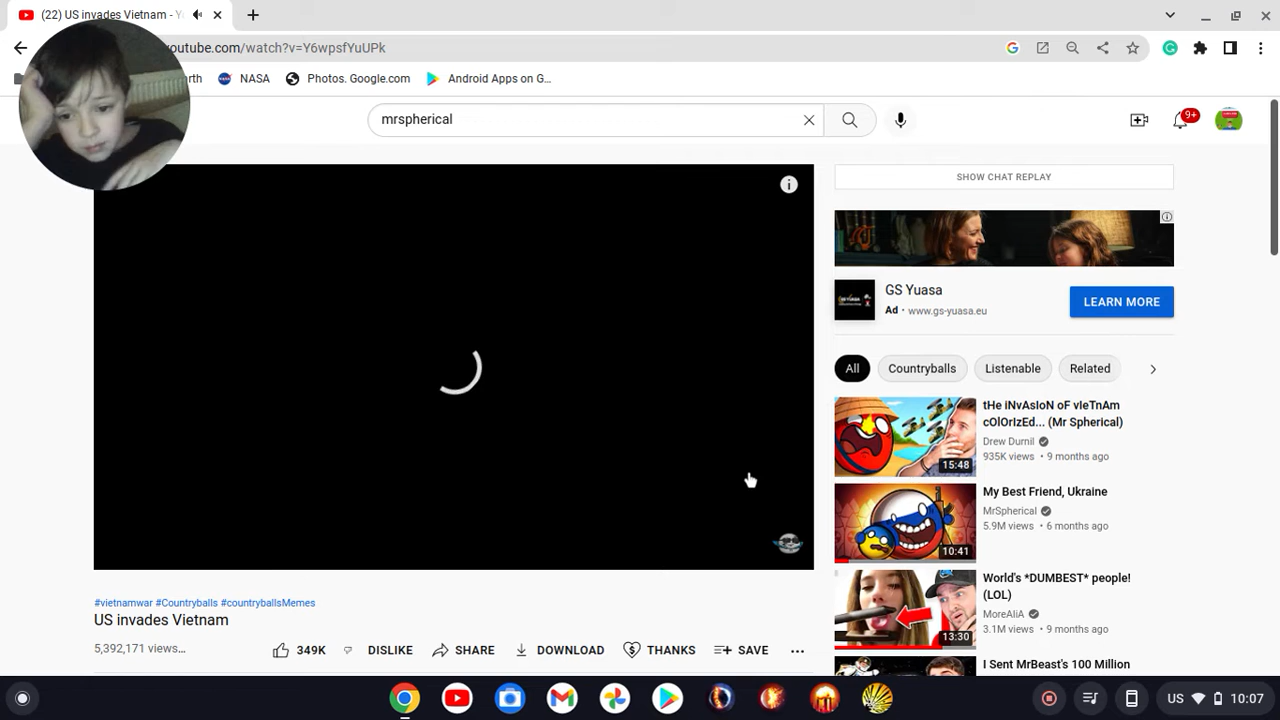 (22) US invades Vietnam - Y
youtube.com/watch?v=Y6wpsfYuUPk
arth
NASA
Photos. Google.com
Android Apps on G...
mrspherical
9+
SHOW CHAT REPLAY
GS Yuasa
Ad · www.gs-yuasa.eu
LEARN MORE
All
Countryballs
Listenable
Related
tHe iNvAsIoN oF vIeTnAm
cOlOrIzEd... (Mr Spherical)
Drew Durnil
935K views · 9 months ago
15:48
My Best Friend, Ukraine
MrSpherical
5.9M views · 6 months ago
10:41
World's *DUMBEST* people!
(LOL)
MoreAliA
3.1M views · 9 months ago
13:30
I Sent MrBeast's 100 Million
#vietnamwar #Countryballs #countryballsMemes
US invades Vietnam
5,392,171 views...
349K
DISLIKE
SHARE
DOWNLOAD
THANKS
SAVE
US
10:07